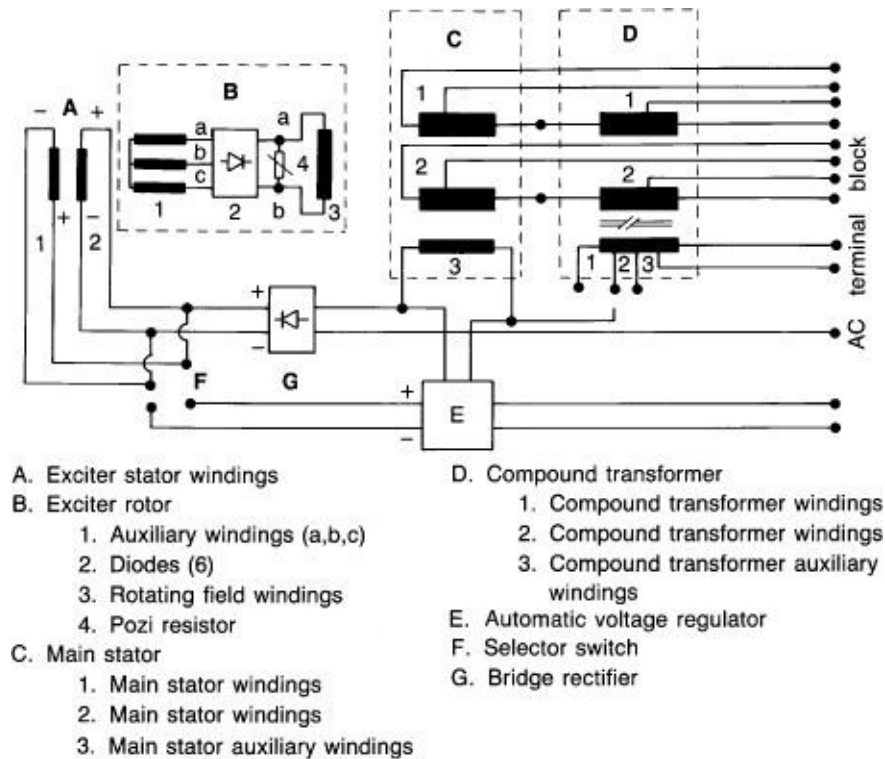 C
D
A
B
- +
a
b
c
a
4
b
1
2
3
+ -
1
2
1
2
3
1
2
1 2 3
AC terminal block
+
-
F
G
+
-
E
A. Exciter stator windings
B. Exciter rotor
1. Auxiliary windings (a,b,c)
2. Diodes (6)
3. Rotating field windings
4. Pozi resistor
C. Main stator
1. Main stator windings
2. Main stator windings
3. Main stator auxiliary windings
D. Compound transformer
1. Compound transformer windings
2. Compound transformer windings
3. Compound transformer auxiliary
windings
E. Automatic voltage regulator
F. Selector switch
G. Bridge rectifier